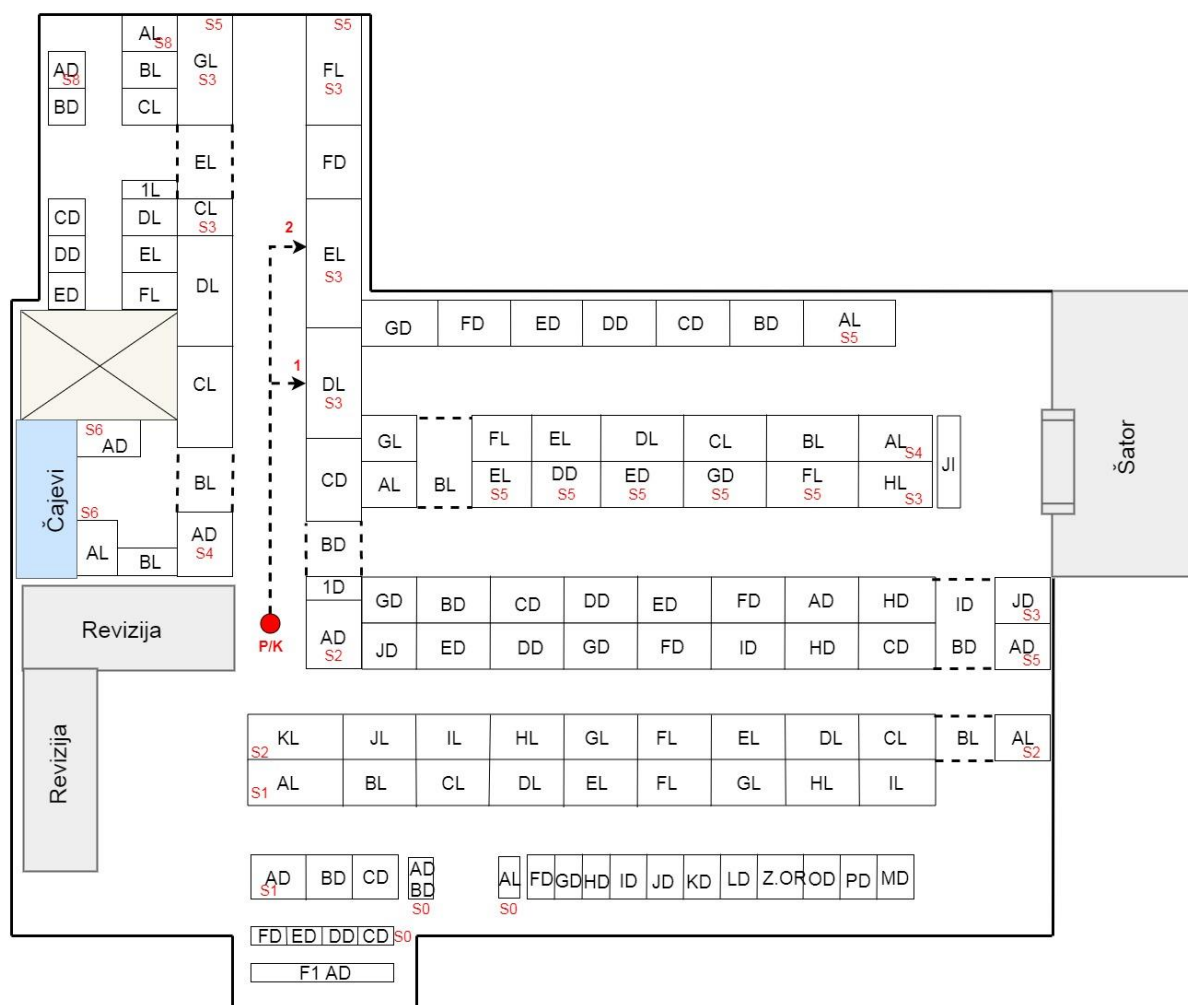 AL
S8
S5
S5
AD
S8
BL
GL
S3
FL
S3
BD
CL
EL
FD
1L
CD
DL
CL
S3
2
DD
EL
DL
EL
S3
ED
FL
GD
FD
ED
DD
CD
BD
AL
S5
1
CL
DL
S3
S6
AD
GL
FL
EL
DL
CL
BL
AL
S4
JI
Čajevi
BL
CD
AL
BL
EL
S5
DD
S5
ED
S5
GD
S5
FL
S5
HL
S3
Šator
S6
AL
BL
AD
S4
BD
1D
GD
BD
CD
DD
ED
FD
AD
HD
ID
JD
S3
Revizija
P/K
AD
S2
JD
ED
DD
GD
FD
ID
HD
CD
BD
AD
S5
Revizija
S2
KL
JL
IL
HL
GL
FL
EL
DL
CL
BL
AL
S2
S1
AL
BL
CL
DL
EL
FL
GL
HL
IL
AD
S1
BD
CD
AD
BD
S0
AL
S0
FD
GD
HD
ID
JD
KD
LD
Z.OR
OD
PD
MD
FD
ED
DD
CD
S0
F1 AD